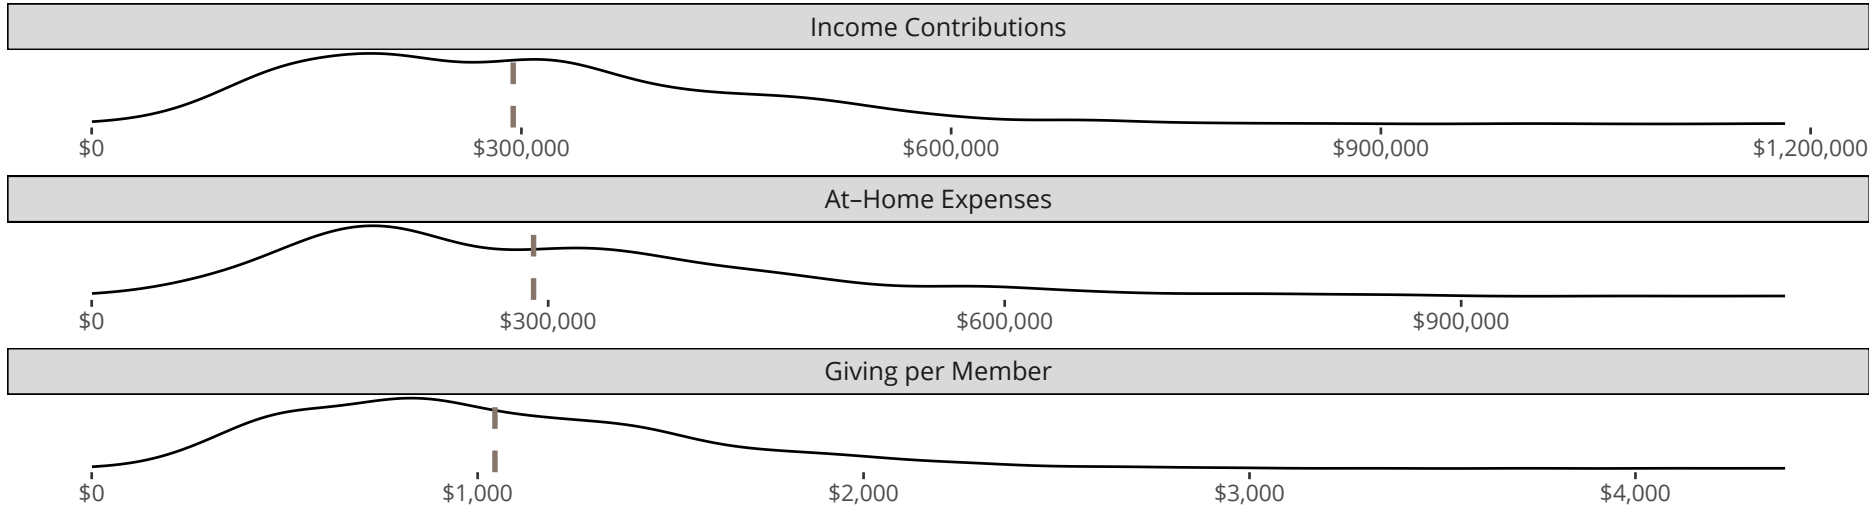 Income Contributions
$0 $300,000 $600,000 $900,000 $1,200,000
At–Home Expenses
$0 $300,000 $600,000 $900,000
Giving per Member
$0 $1,000 $2,000 $3,000 $4,000